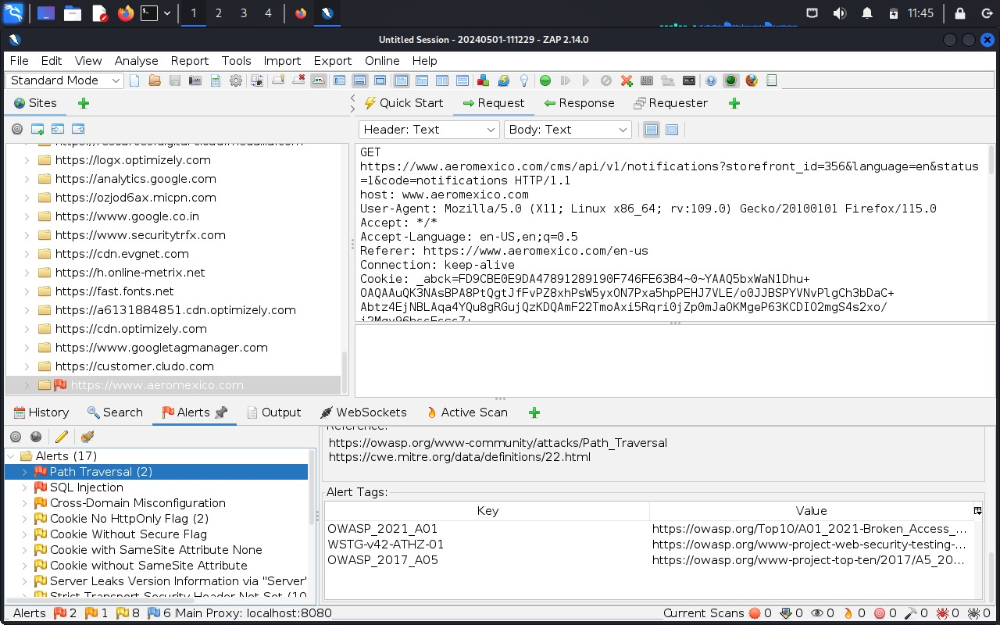 1 2 3 4 11:45
Untitled Session - 20240501-111229 - ZAP 2.14.0
File Edit View Analyse Report Tools Import Export Online Help
Standard Mode
Sites Quick Start Request Response Requester
Header: Text Body: Text
https://logx.optimizely.com
https://analytics.google.com
https://ozjod6ax.micpn.com
https://www.google.co.in
https://www.securitytrfx.com
https://cdn.evgnet.com
https://h.online-metrix.net
https://fast.fonts.net
https://a6131884851.cdn.optimizely.com
https://cdn.optimizely.com
https://www.googletagmanager.com
https://customer.cludo.com
https://www.aeromexico.com
GET
https://www.aeromexico.com/cms/api/v1/notifications?storefront_id=356&language=en&status
=1&code=notifications HTTP/1.1
host: www.aeromexico.com
User-Agent: Mozilla/5.0 (X11; Linux x86_64; rv:109.0) Gecko/20100101 Firefox/115.0
Accept: */*
Accept-Language: en-US,en;q=0.5
Referer: https://www.aeromexico.com/en-us
Connection: keep-alive
Cookie: _abck=FD9CBE0E9DA47891289190F746FE63B4~0~YAAQ5bxWaN1Dhu+
OAQAAuQK3NAsBPA8PtQgtJfFvPZ8xhPsW5yxON7Pxa5hpPEHJ7VLE/o0JJBSPYVNvPlgCh3bDaC+
Abtz4EjNBLAqa4YQu8gRGujQzKDQAmF22TmoAxi5Rqri0jZp0mJaOKMgeP63KCDIO2mgS4s2xo/
History Search Alerts Output WebSockets Active Scan
Alerts (17)
Path Traversal (2)
SQL Injection
Cross-Domain Misconfiguration
Cookie No HttpOnly Flag (2)
Cookie Without Secure Flag
Cookie with SameSite Attribute None
Cookie without SameSite Attribute
Server Leaks Version Information via "Server"
Strict Transport Security Header Not Set (10
Reference:
https://owasp.org/www-community/attacks/Path_Traversal
https://cwe.mitre.org/data/definitions/22.html
Alert Tags:
Key Value
OWASP_2021_A01 https://owasp.org/Top10/A01_2021-Broken_Access_...
WSTG-v42-ATHZ-01 https://owasp.org/www-project-web-security-testing-...
OWASP_2017_A05 https://owasp.org/www-project-top-ten/2017/A5_20...
Alerts 2 1 8 6 Main Proxy: localhost:8080 Current Scans 0 0 0 0 0 0 0 0